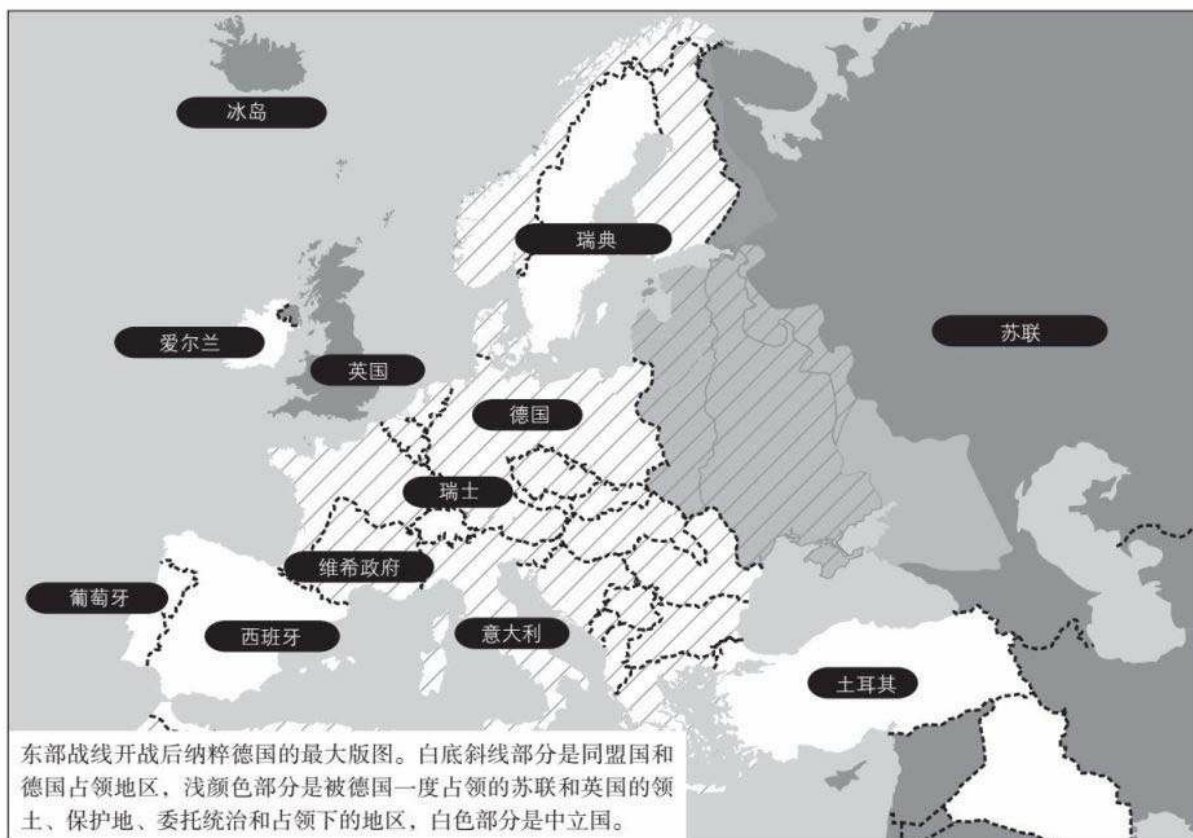 冰岛
瑞典
爱尔兰
苏联
英国
德国
瑞士
维希政府
葡萄牙
西班牙
意大利
土耳其
东部战线开战后纳粹德国的最大版图。白底斜线部分是同盟国和
德国占领地区，浅颜色部分是被德国一度占领的苏联和英国的领
土、保护地、委托统治和占领下的地区，白色部分是中立国。